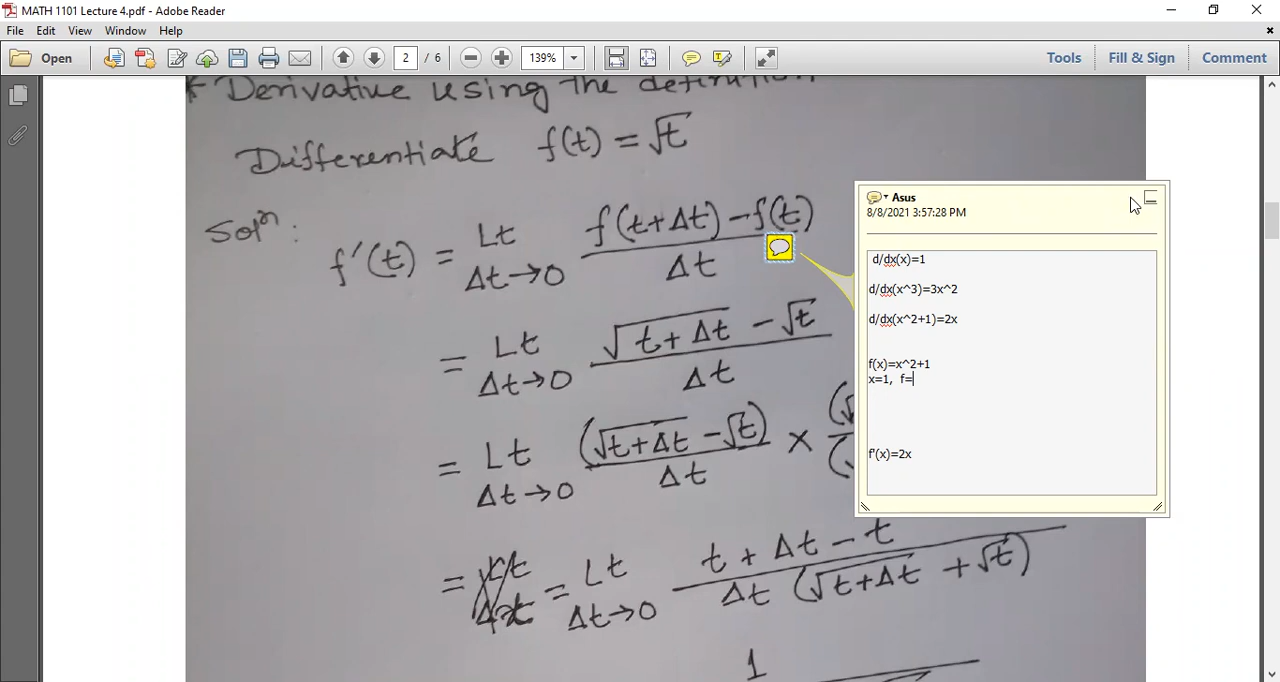 MATH 1101 Lecture 4.pdf - Adobe Reader
File Edit View Window Help
Open 2 / 6 139% Tools Fill & Sign Comment
* Derivative using the definition
Differentiate f(t) = √t
Solⁿ :
f'(t) = Lt Δt→0 f(t+Δt) – f(t) / Δt
= Lt Δt→0 √t+Δt – √t / Δt
= Lt Δt→0 (√t+Δt – √t) / Δt ×
= Lt Δt→0 t + Δt – t / Δt (√t+Δt + √t)
1
Asus
8/8/2021 3:57:28 PM
d/dx(x)=1
d/dx(x^3)=3x^2
d/dx(x^2+1)=2x
f(x)=x^2+1
x=1, f=
f'(x)=2x